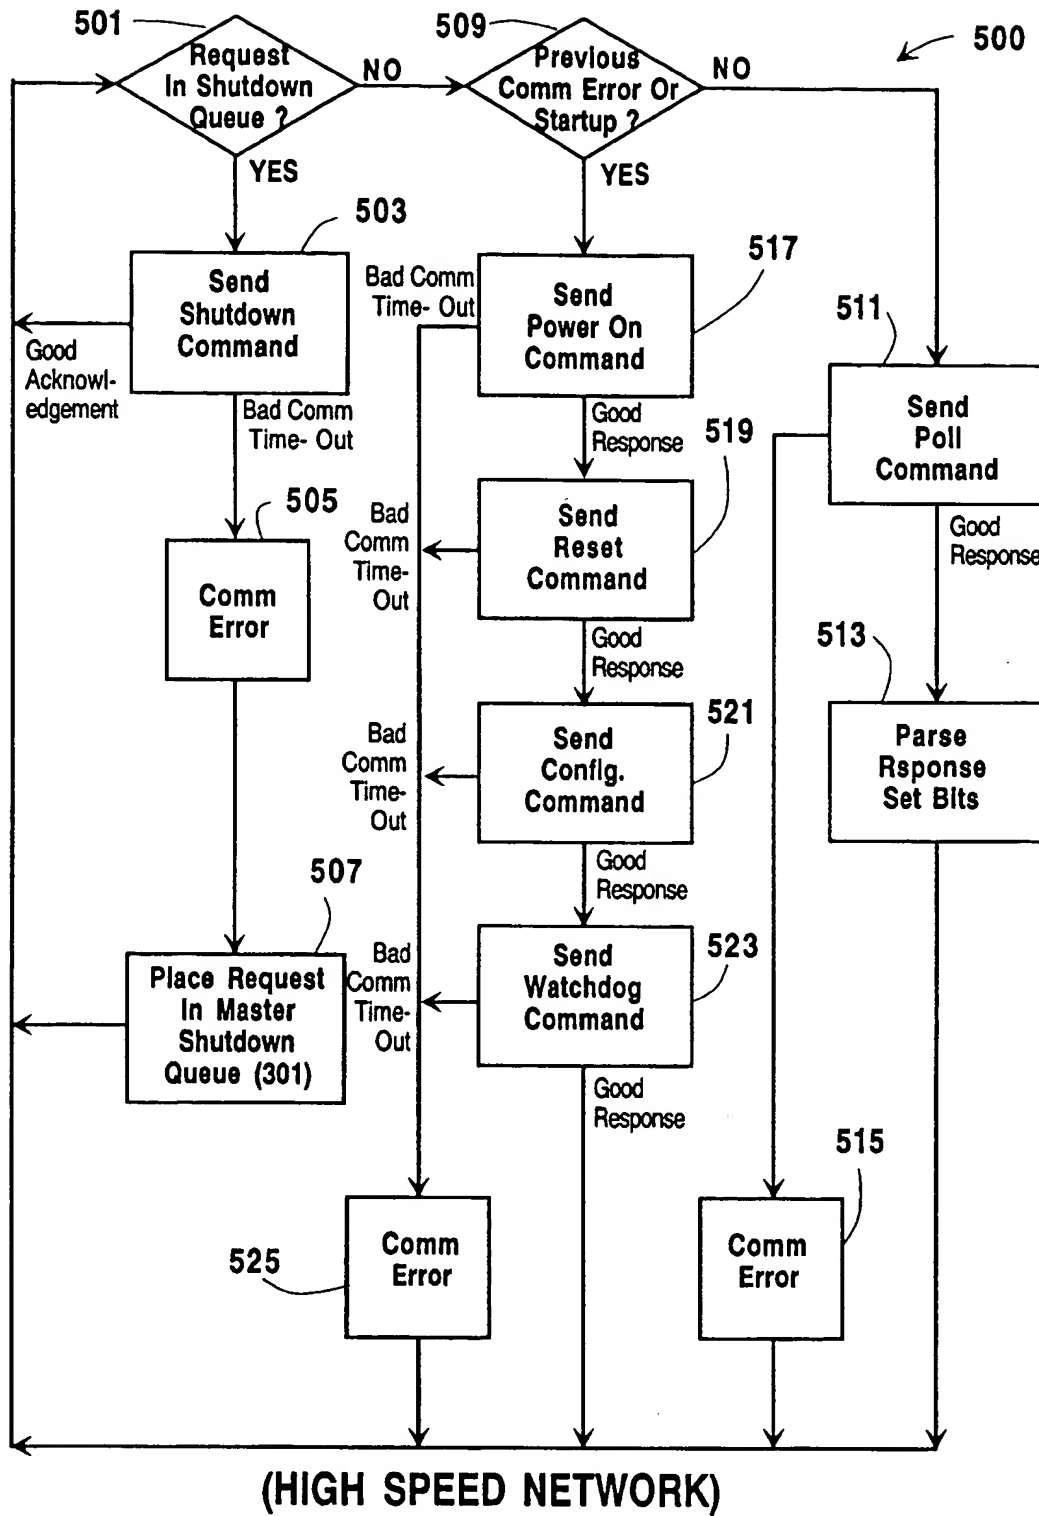 501
Request
In Shutdown
Queue ?
NO
YES
509
Previous
Comm Error Or
Startup ?
NO
YES
500
503
Send
Shutdown
Command
Good
Acknowl-
edgement
Bad Comm
Time- Out
505
Comm
Error
507
Place Request
In Master
Shutdown
Queue (301)
Bad Comm
Time- Out
517
Send
Power On
Command
Good
Response
519
Send
Reset
Command
Bad
Comm
Time-
Out
Good
Response
521
Send
Config.
Command
Bad
Comm
Time-
Out
Good
Response
523
Send
Watchdog
Command
Bad
Comm
Time-
Out
Good
Response
525
Comm
Error
511
Send
Poll
Command
Good
Response
513
Parse
Rsponse
Set Bits
515
Comm
Error
(HIGH SPEED NETWORK)